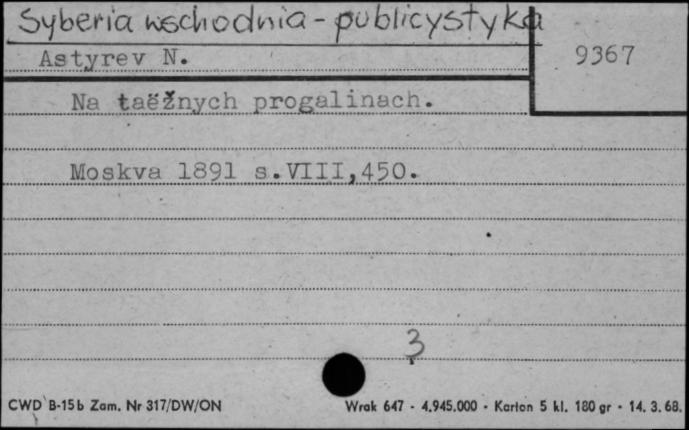 Syberia wschodnia - publicystyka
Astyrev N.
9367
Na taёžnych progalinach.
Moskva 1891 s.VIII,450.
3
CWD B-15b Zam. Nr 317/DW/ON
Wrak 647 - 4.945.000 - Karton 5 kl. 180 gr - 14. 3. 68.